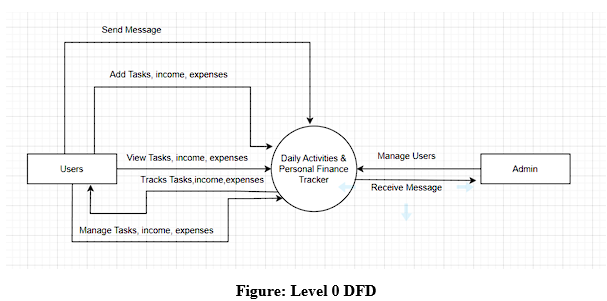 Send Message
Add Tasks, income, expenses
View Tasks, income, expenses
Users
Daily Activities &
Personal Finance
Tracker
Manage Users
Admin
Tracks Tasks,income,expenses
Receive Message
Manage Tasks, income, expenses
Figure: Level 0 DFD